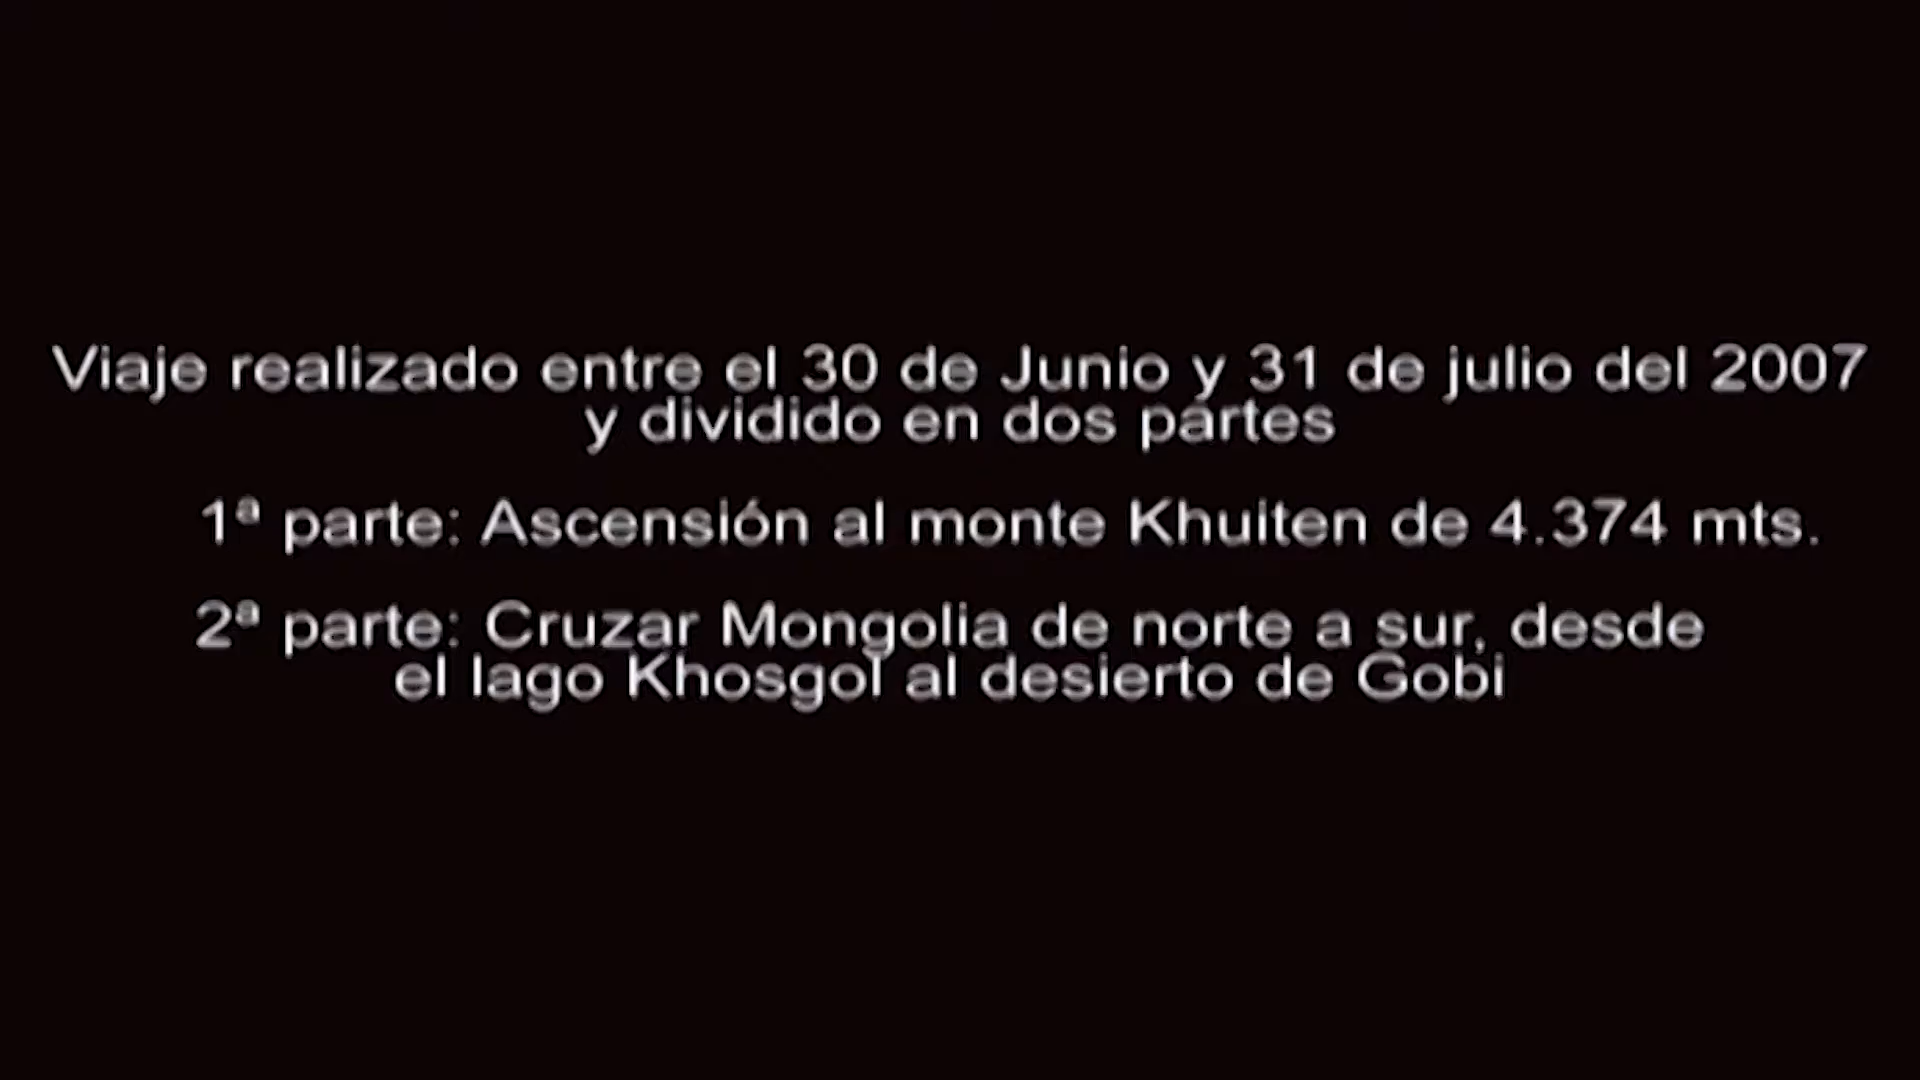 Viaje realizado entre el 30 de Junio y 31 de julio del 2007
y dividido en dos partes
1ª parte: Ascensión al monte Khuiten de 4.374 mts.
2ª parte: Cruzar Mongolia de norte a sur, desde
el lago Khosgol al desierto de Gobi